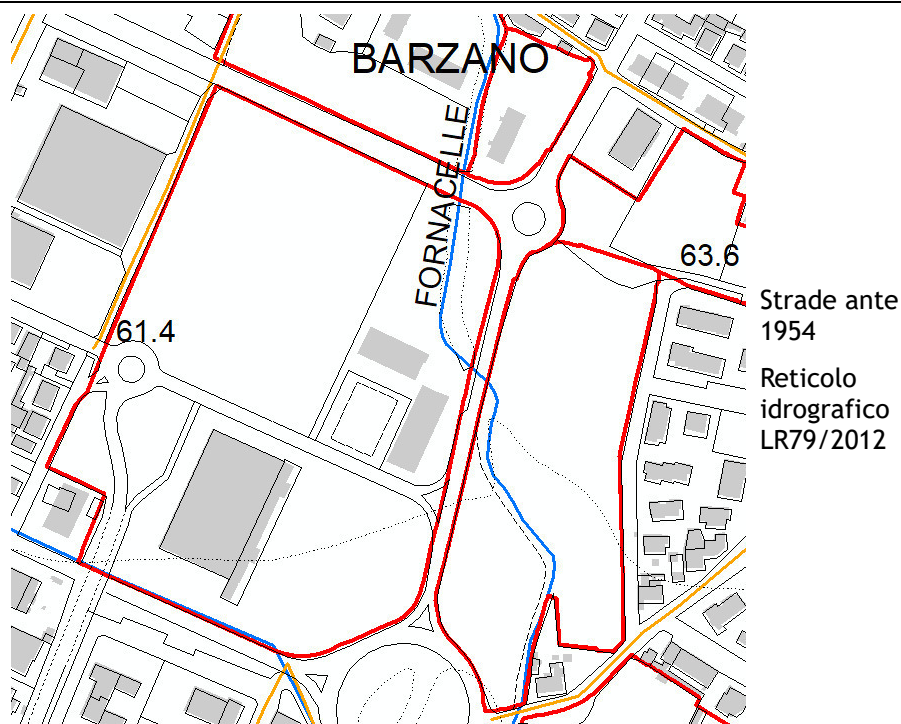 BARZANO
FORNACELLE
63.6
61.4
Strade ante
1954
Reticolo
idrografico
LR79/2012